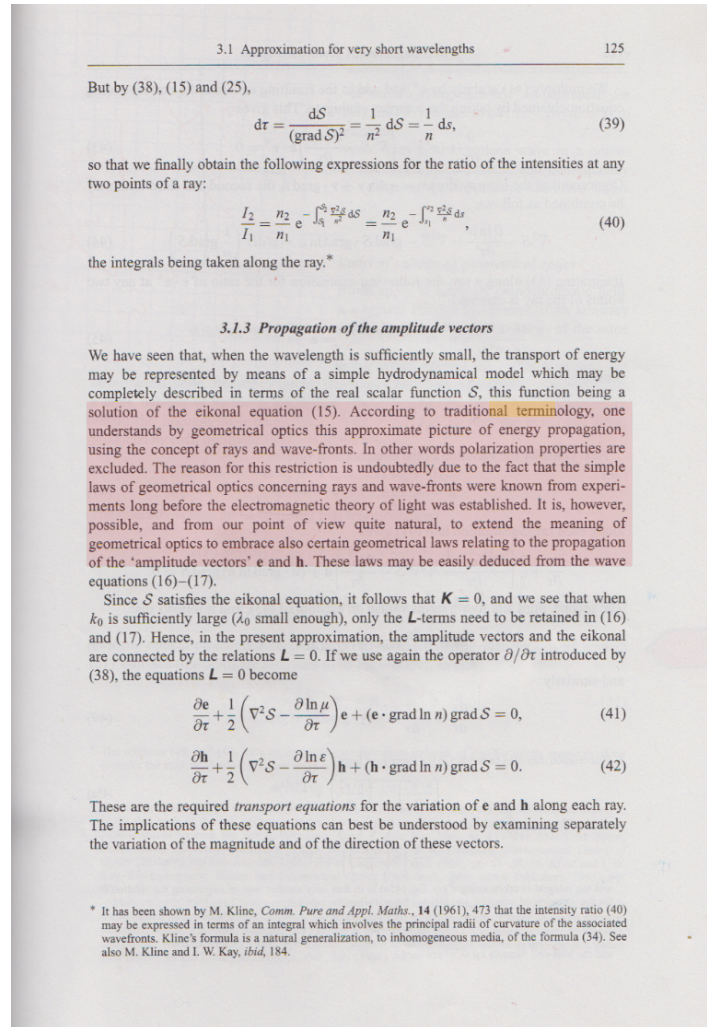 3.1 Approximation for very short wavelengths 125
But by (38), (15) and (25),
dτ = dS/(grad S)² = 1/n² dS = 1/n ds, (39)
so that we finally obtain the following expressions for the ratio of the intensities at any
two points of a ray:
I₂/I₁ = n₂/n₁ e^{−∫_{S₁}^{S₂} ∇²S/n² dS} = n₂/n₁ e^{−∫_{s₁}^{s₂} ∇²S/n ds}, (40)
the integrals being taken along the ray.*
3.1.3 Propagation of the amplitude vectors
We have seen that, when the wavelength is sufficiently small, the transport of energy
may be represented by means of a simple hydrodynamical model which may be
completely described in terms of the real scalar function S, this function being a
solution of the eikonal equation (15). According to traditional terminology, one
understands by geometrical optics this approximate picture of energy propagation,
using the concept of rays and wave-fronts. In other words polarization properties are
excluded. The reason for this restriction is undoubtedly due to the fact that the simple
laws of geometrical optics concerning rays and wave-fronts were known from experi-
ments long before the electromagnetic theory of light was established. It is, however,
possible, and from our point of view quite natural, to extend the meaning of
geometrical optics to embrace also certain geometrical laws relating to the propagation
of the ‘amplitude vectors’ e and h. These laws may be easily deduced from the wave
equations (16)–(17).
Since S satisfies the eikonal equation, it follows that K = 0, and we see that when
k₀ is sufficiently large (λ₀ small enough), only the L-terms need to be retained in (16)
and (17). Hence, in the present approximation, the amplitude vectors and the eikonal
are connected by the relations L = 0. If we use again the operator ∂/∂τ introduced by
(38), the equations L = 0 become
∂e/∂τ + 1/2 (∇²S − ∂ ln μ/∂τ) e + (e · grad ln n) grad S = 0, (41)
∂h/∂τ + 1/2 (∇²S − ∂ ln ε/∂τ) h + (h · grad ln n) grad S = 0. (42)
These are the required transport equations for the variation of e and h along each ray.
The implications of these equations can best be understood by examining separately
the variation of the magnitude and of the direction of these vectors.
* It has been shown by M. Kline, Comm. Pure and Appl. Maths., 14 (1961), 473 that the intensity ratio (40)
may be expressed in terms of an integral which involves the principal radii of curvature of the associated
wavefronts. Kline's formula is a natural generalization, to inhomogeneous media, of the formula (34). See
also M. Kline and I. W. Kay, ibid, 184.